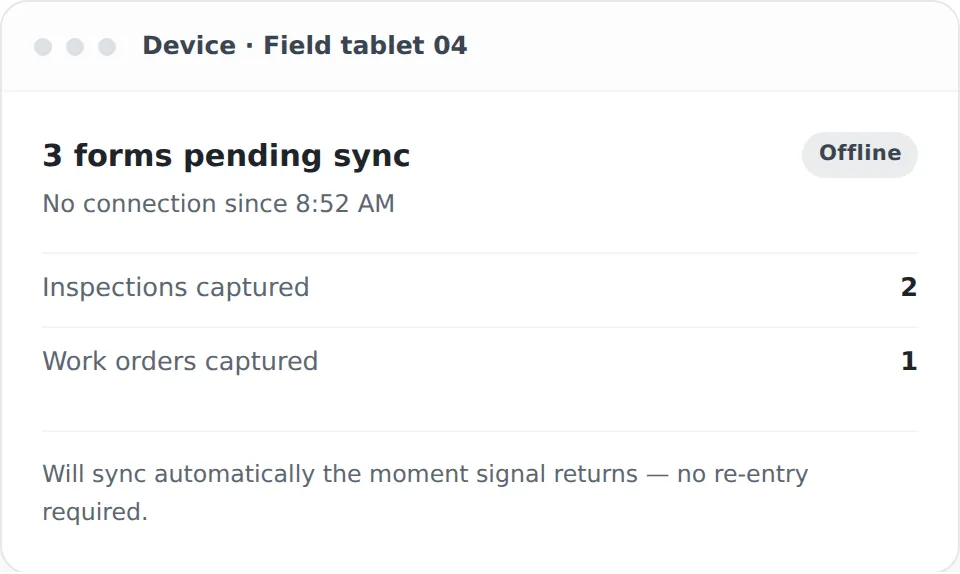 Device · Field tablet 04
3 forms pending sync
Offline
No connection since 8:52 AM
Inspections captured
2
Work orders captured
1
Will sync automatically the moment signal returns — no re-entry
required.